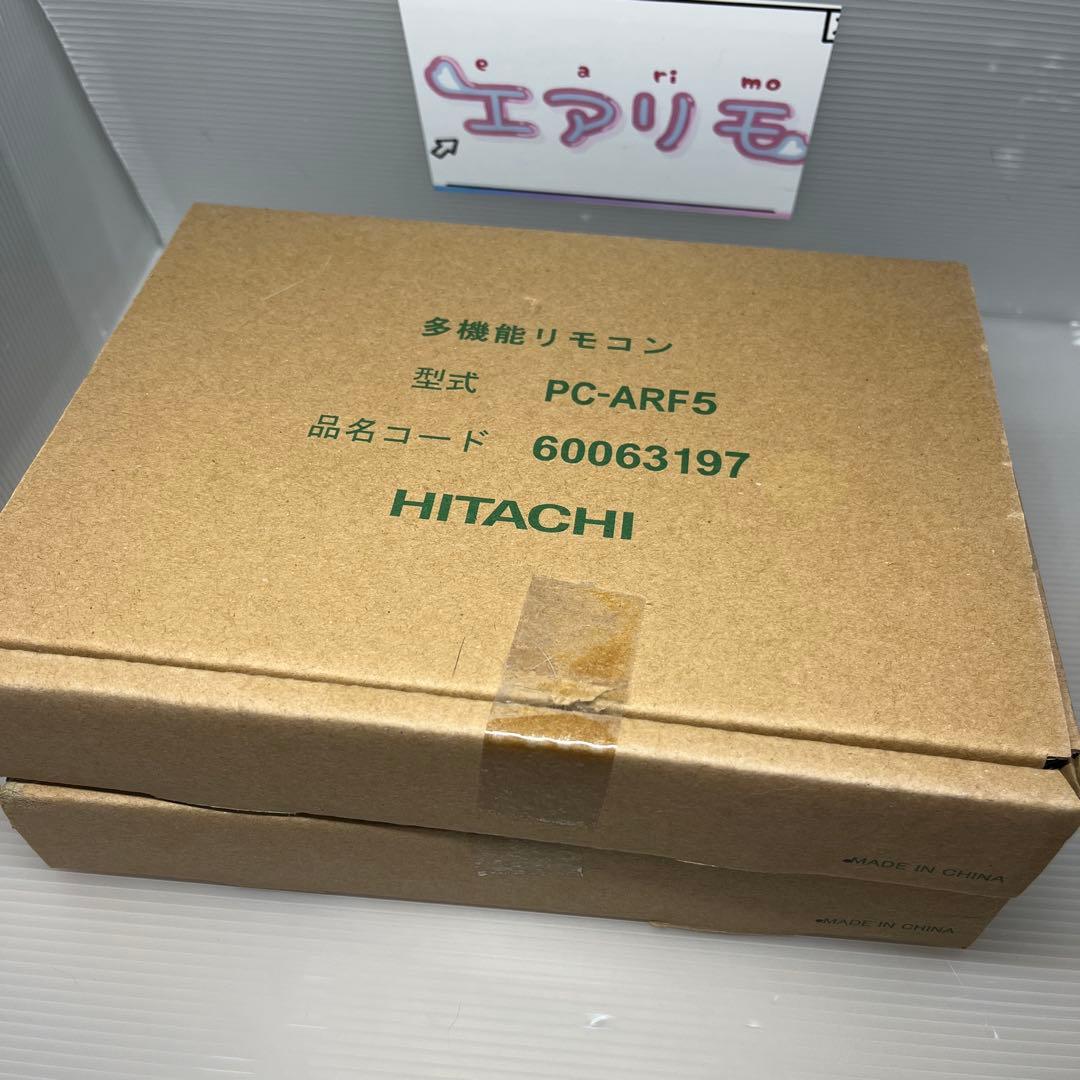 e a ri mo
エアリモ
多機能リモコン
型式 PC-ARF5
品名コード 60063197
HITACHI
MADE IN CHINA
MADE IN CHINA